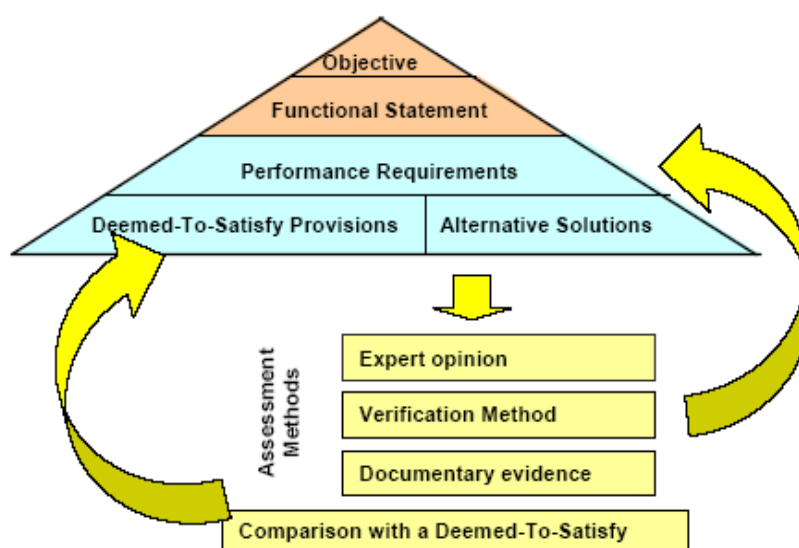 Objective
Functional Statement
Performance Requirements
Deemed-To-Satisfy Provisions
Alternative Solutions
Assessment
Methods
Expert opinion
Verification Method
Documentary evidence
Comparison with a Deemed-To-Satisfy